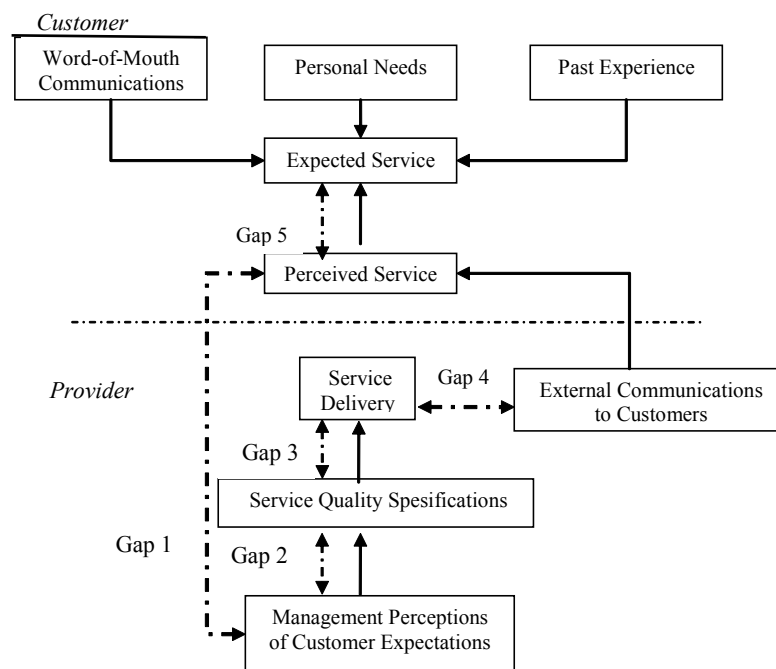 Customer
Word-of-Mouth
Communications
Personal Needs
Past Experience
Expected Service
Gap 5
Perceived Service
Provider
Service
Delivery
Gap 4
External Communications
to Customers
Gap 3
Service Quality Spesifications
Gap 1
Gap 2
Management Perceptions
of Customer Expectations